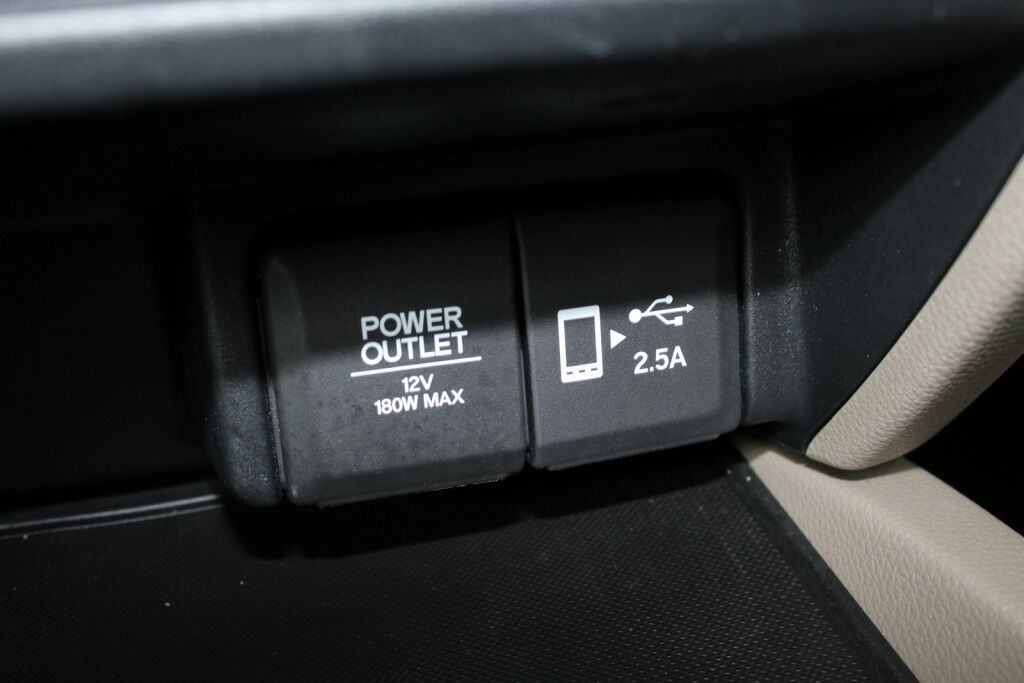 POWER
OUTLET
12V
180W MAX
2.5A